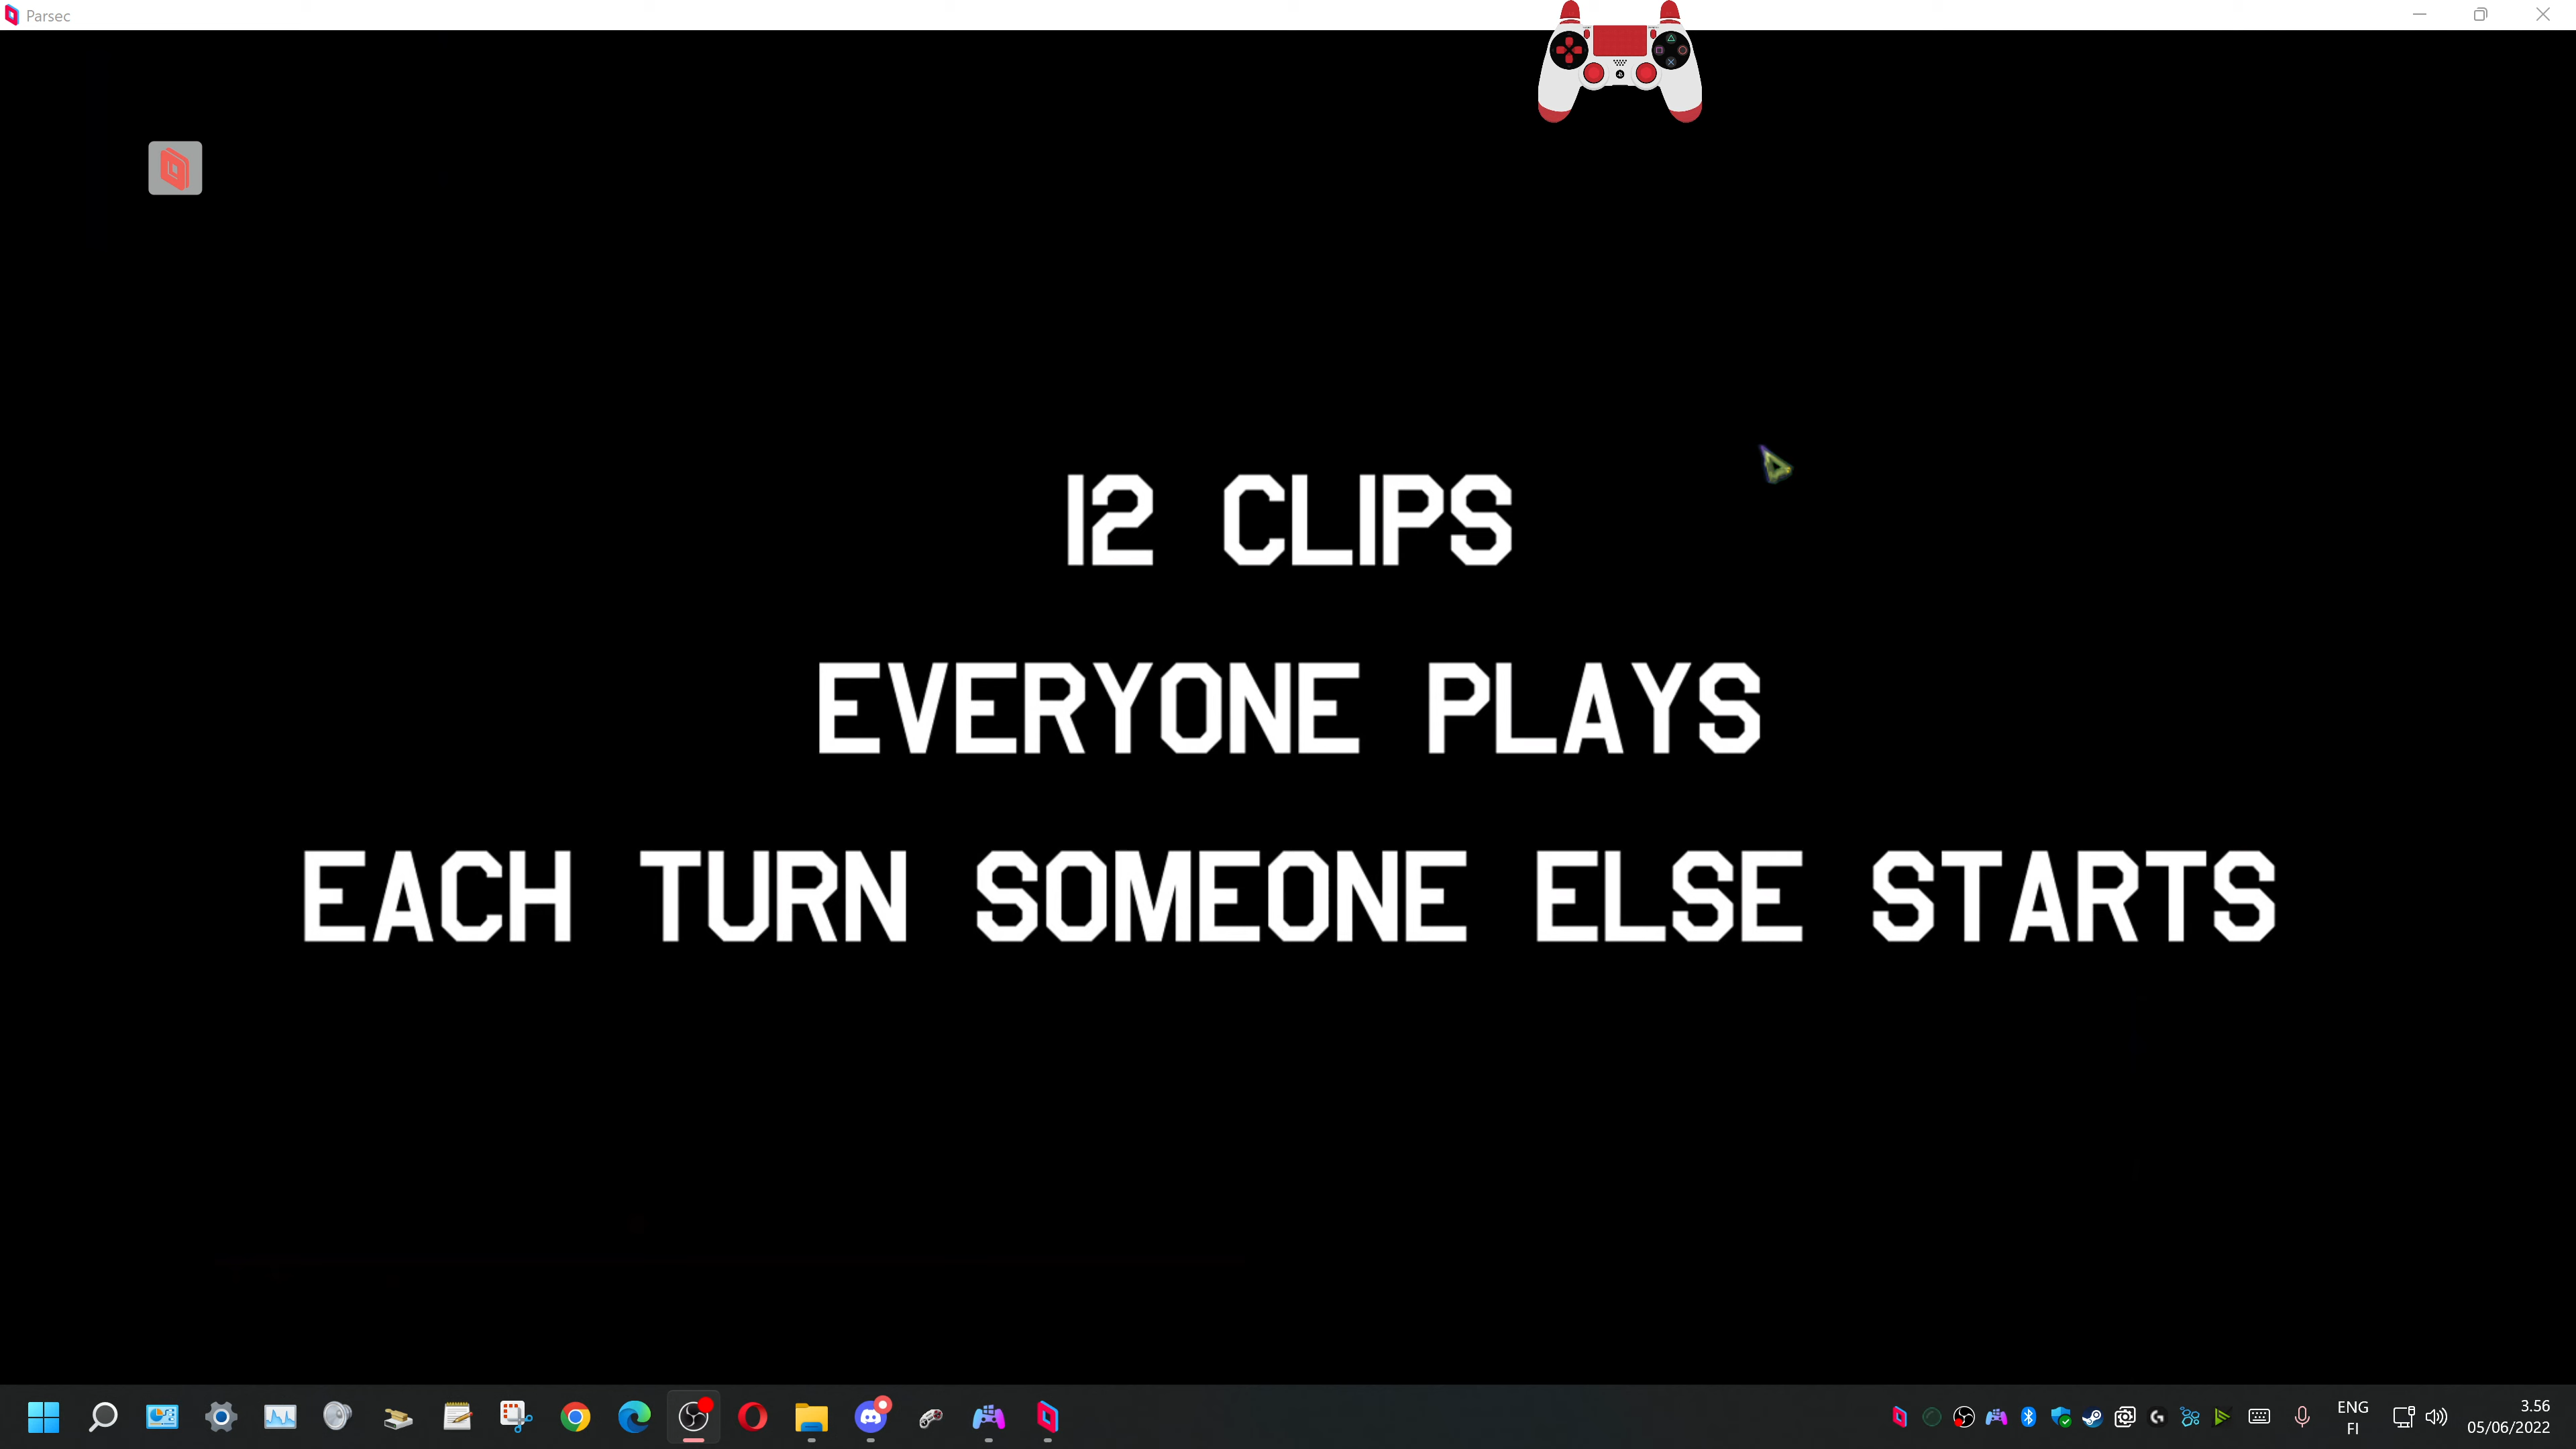 Parsec
12 CLIPS
EVERYONE PLAYS
EACH TURN SOMEONE ELSE STARTS
ENG
FI
3.56
05/06/2022